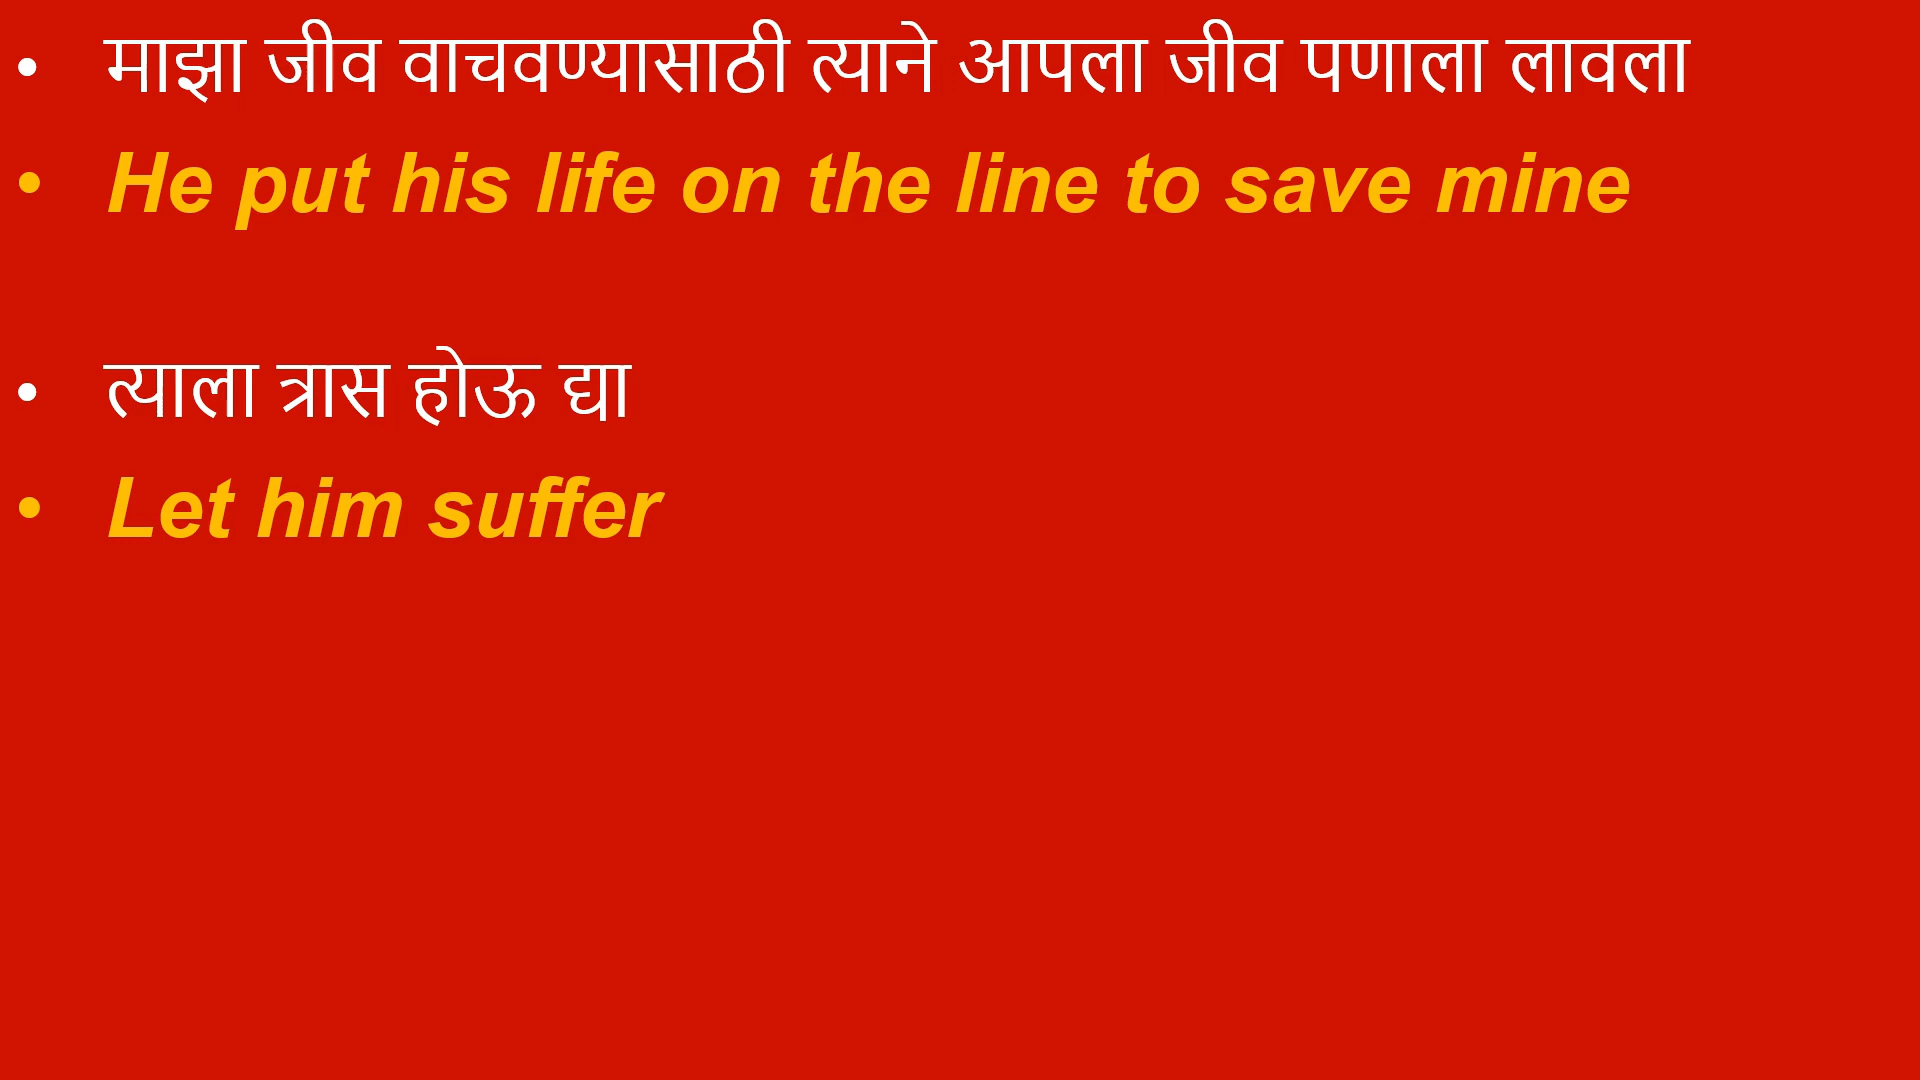 • माझा जीव वाचवण्यासाठी त्याने आपला जीव पणाला लावला
• He put his life on the line to save mine
• त्याला त्रास होऊ द्या
• Let him suffer